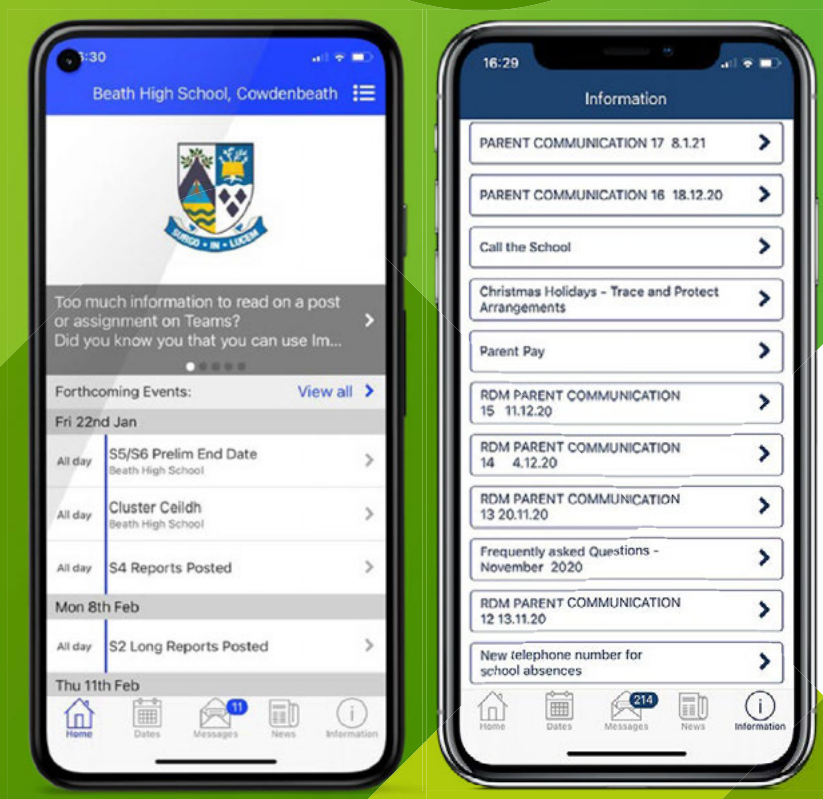 5:30
Beath High School, Cowdenbeath
SURGO • IN • LUCEM
Too much information to read on a post
or assignment on Teams?
Did you know you that you can use Im...
Forthcoming Events:
View all
Fri 22nd Jan
All day
S5/S6 Prelim End Date
Beath High School
All day
Cluster Ceildh
Beath High School
All day
S4 Reports Posted
Mon 8th Feb
All day
S2 Long Reports Posted
Thu 11th Feb
11
Home
Dates
Messages
News
Information
16:29
Information
PARENT COMMUNICATION 17 8.1.21
PARENT COMMUNICATION 16 18.12.20
Call the School
Christmas Holidays - Trace and Protect
Arrangements
Parent Pay
RDM PARENT COMMUNICATION
15 11.12.20
RDM PARENT COMMUNICATION
14 4.12.20
RDM PARENT COMMUNICATION
13 20.11.20
Frequently asked Questions -
November 2020
RDM PARENT COMMUNICATION
12 13.11.20
New telephone number for
school absences
214
Home
Dates
Messages
News
Information